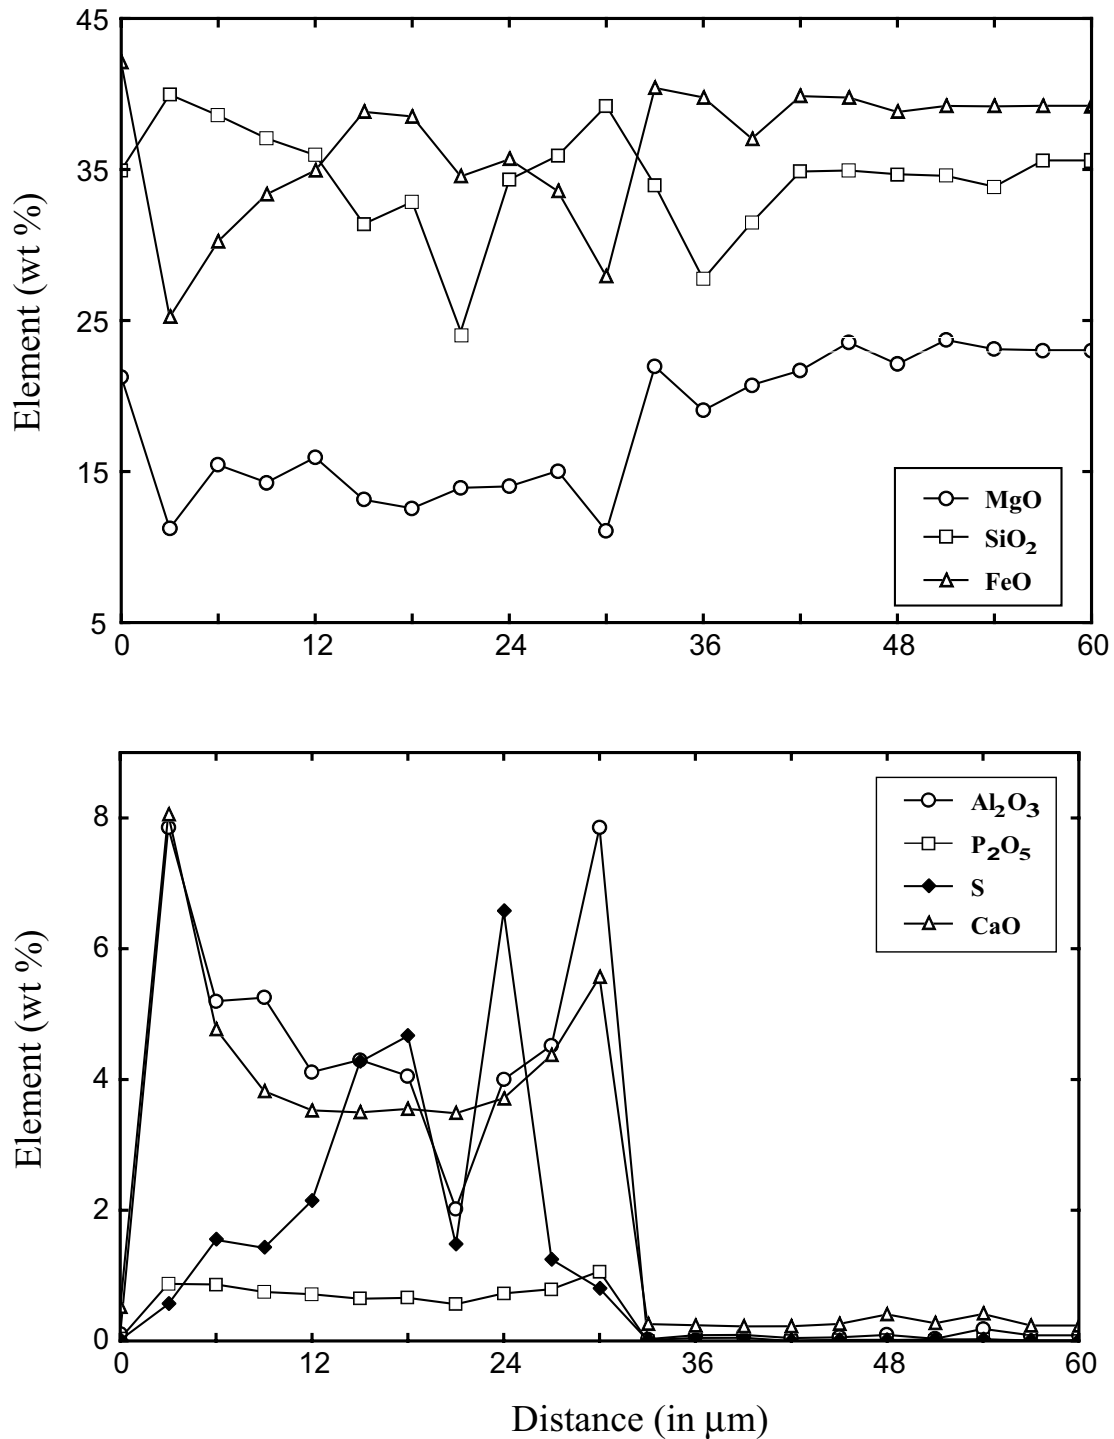 45
35
25
15
5
Element (wt %)
MgO
SiO₂
FeO
0 12 24 36 48 60
8
6
4
2
0
Element (wt %)
Al₂O₃
P₂O₅
S
CaO
0 12 24 36 48 60
Distance (in μm)